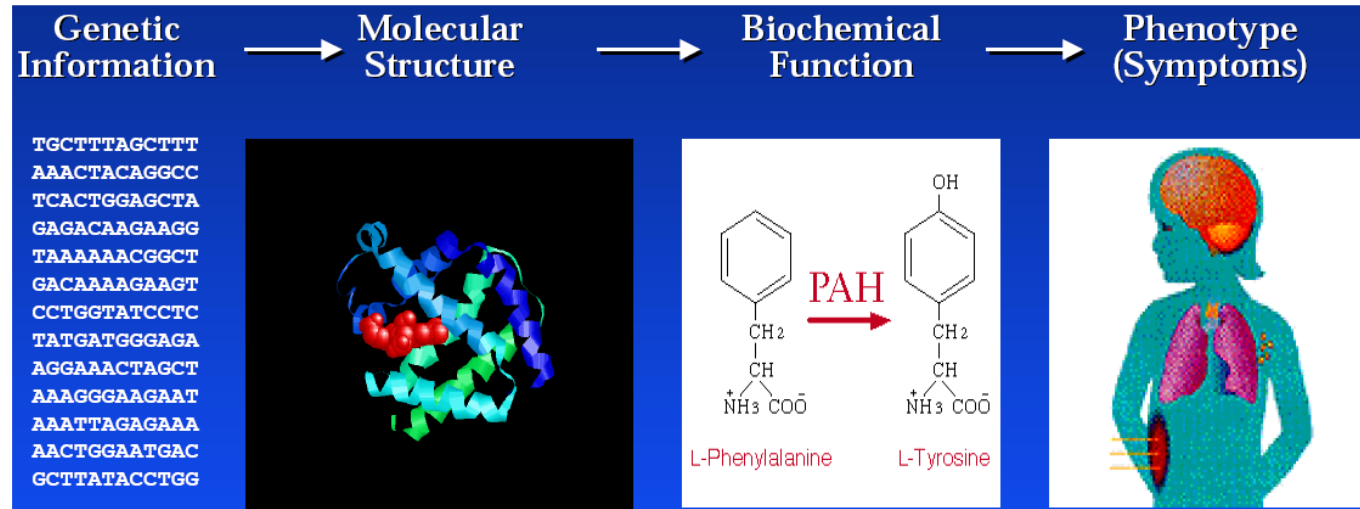 Genetic
Information
Molecular
Structure
Biochemical
Function
Phenotype
(Symptoms)
TGCTTTAGCTTT
AAACTACAGGCC
TCACTGGAGCTA
GAGACAAGAAGG
TAAAAAACGGCT
GACAAAAGAAGT
CCTGGTATCCTC
TATGATGGGAGA
AGGAAACTAGCT
AAAGGGAAGAAT
AAATTAGAGAAA
AACTGGAATGAC
GCTTATACCTGG
PAH
CH2
CH
+
NH3 COO-
L-Phenylalanine
OH
CH2
CH
+
NH3 COO-
L-Tyrosine